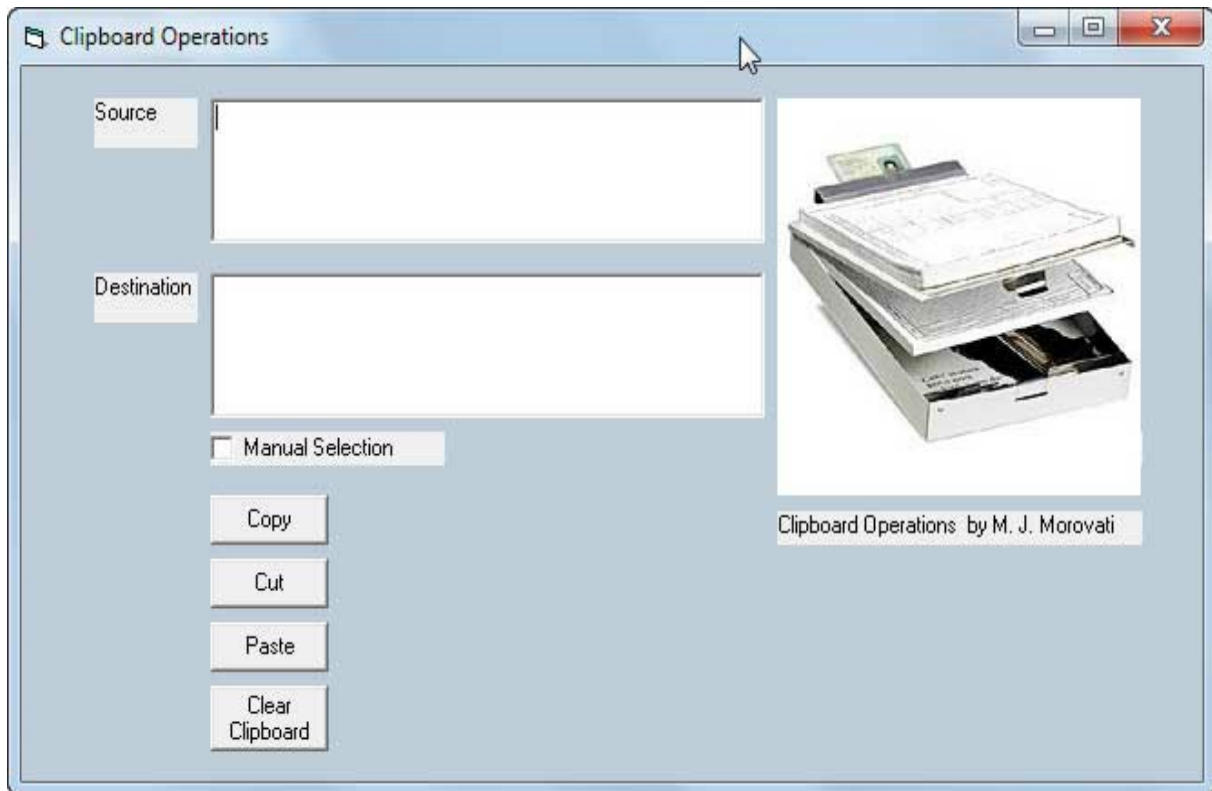 Clipboard Operations
Source
Destination
Manual Selection
Copy
Cut
Paste
Clear
Clipboard
Clipboard Operations by M. J. Morovati